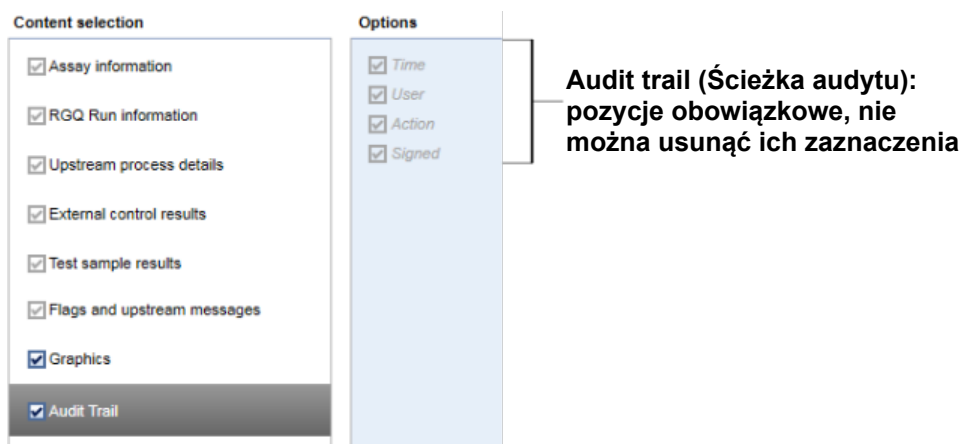 Content selection
Assay information
RGQ Run information
Upstream process details
External control results
Test sample results
Flags and upstream messages
Graphics
Audit Trail
Options
Time
User
Action
Signed
Audit trail (Ścieżka audytu):
pozycje obowiązkowe, nie
można usunąć ich zaznaczenia